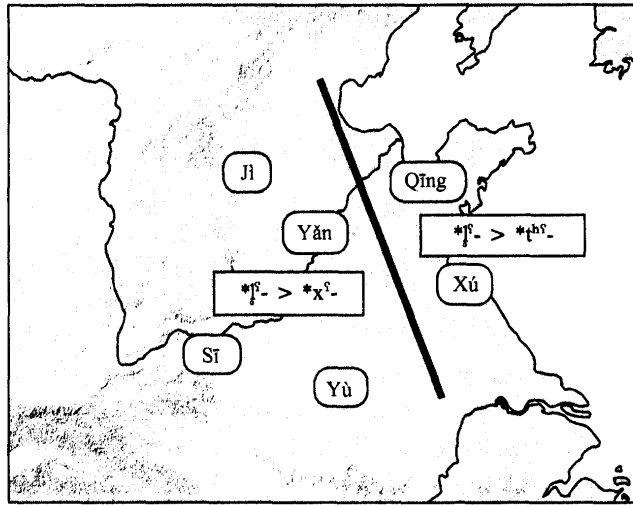 Jì
Qīng
Yǎn
*l̥ˤ- > *tʰˤ-
*l̥ˤ- > *xˤ-
Xú
Sī
Yù